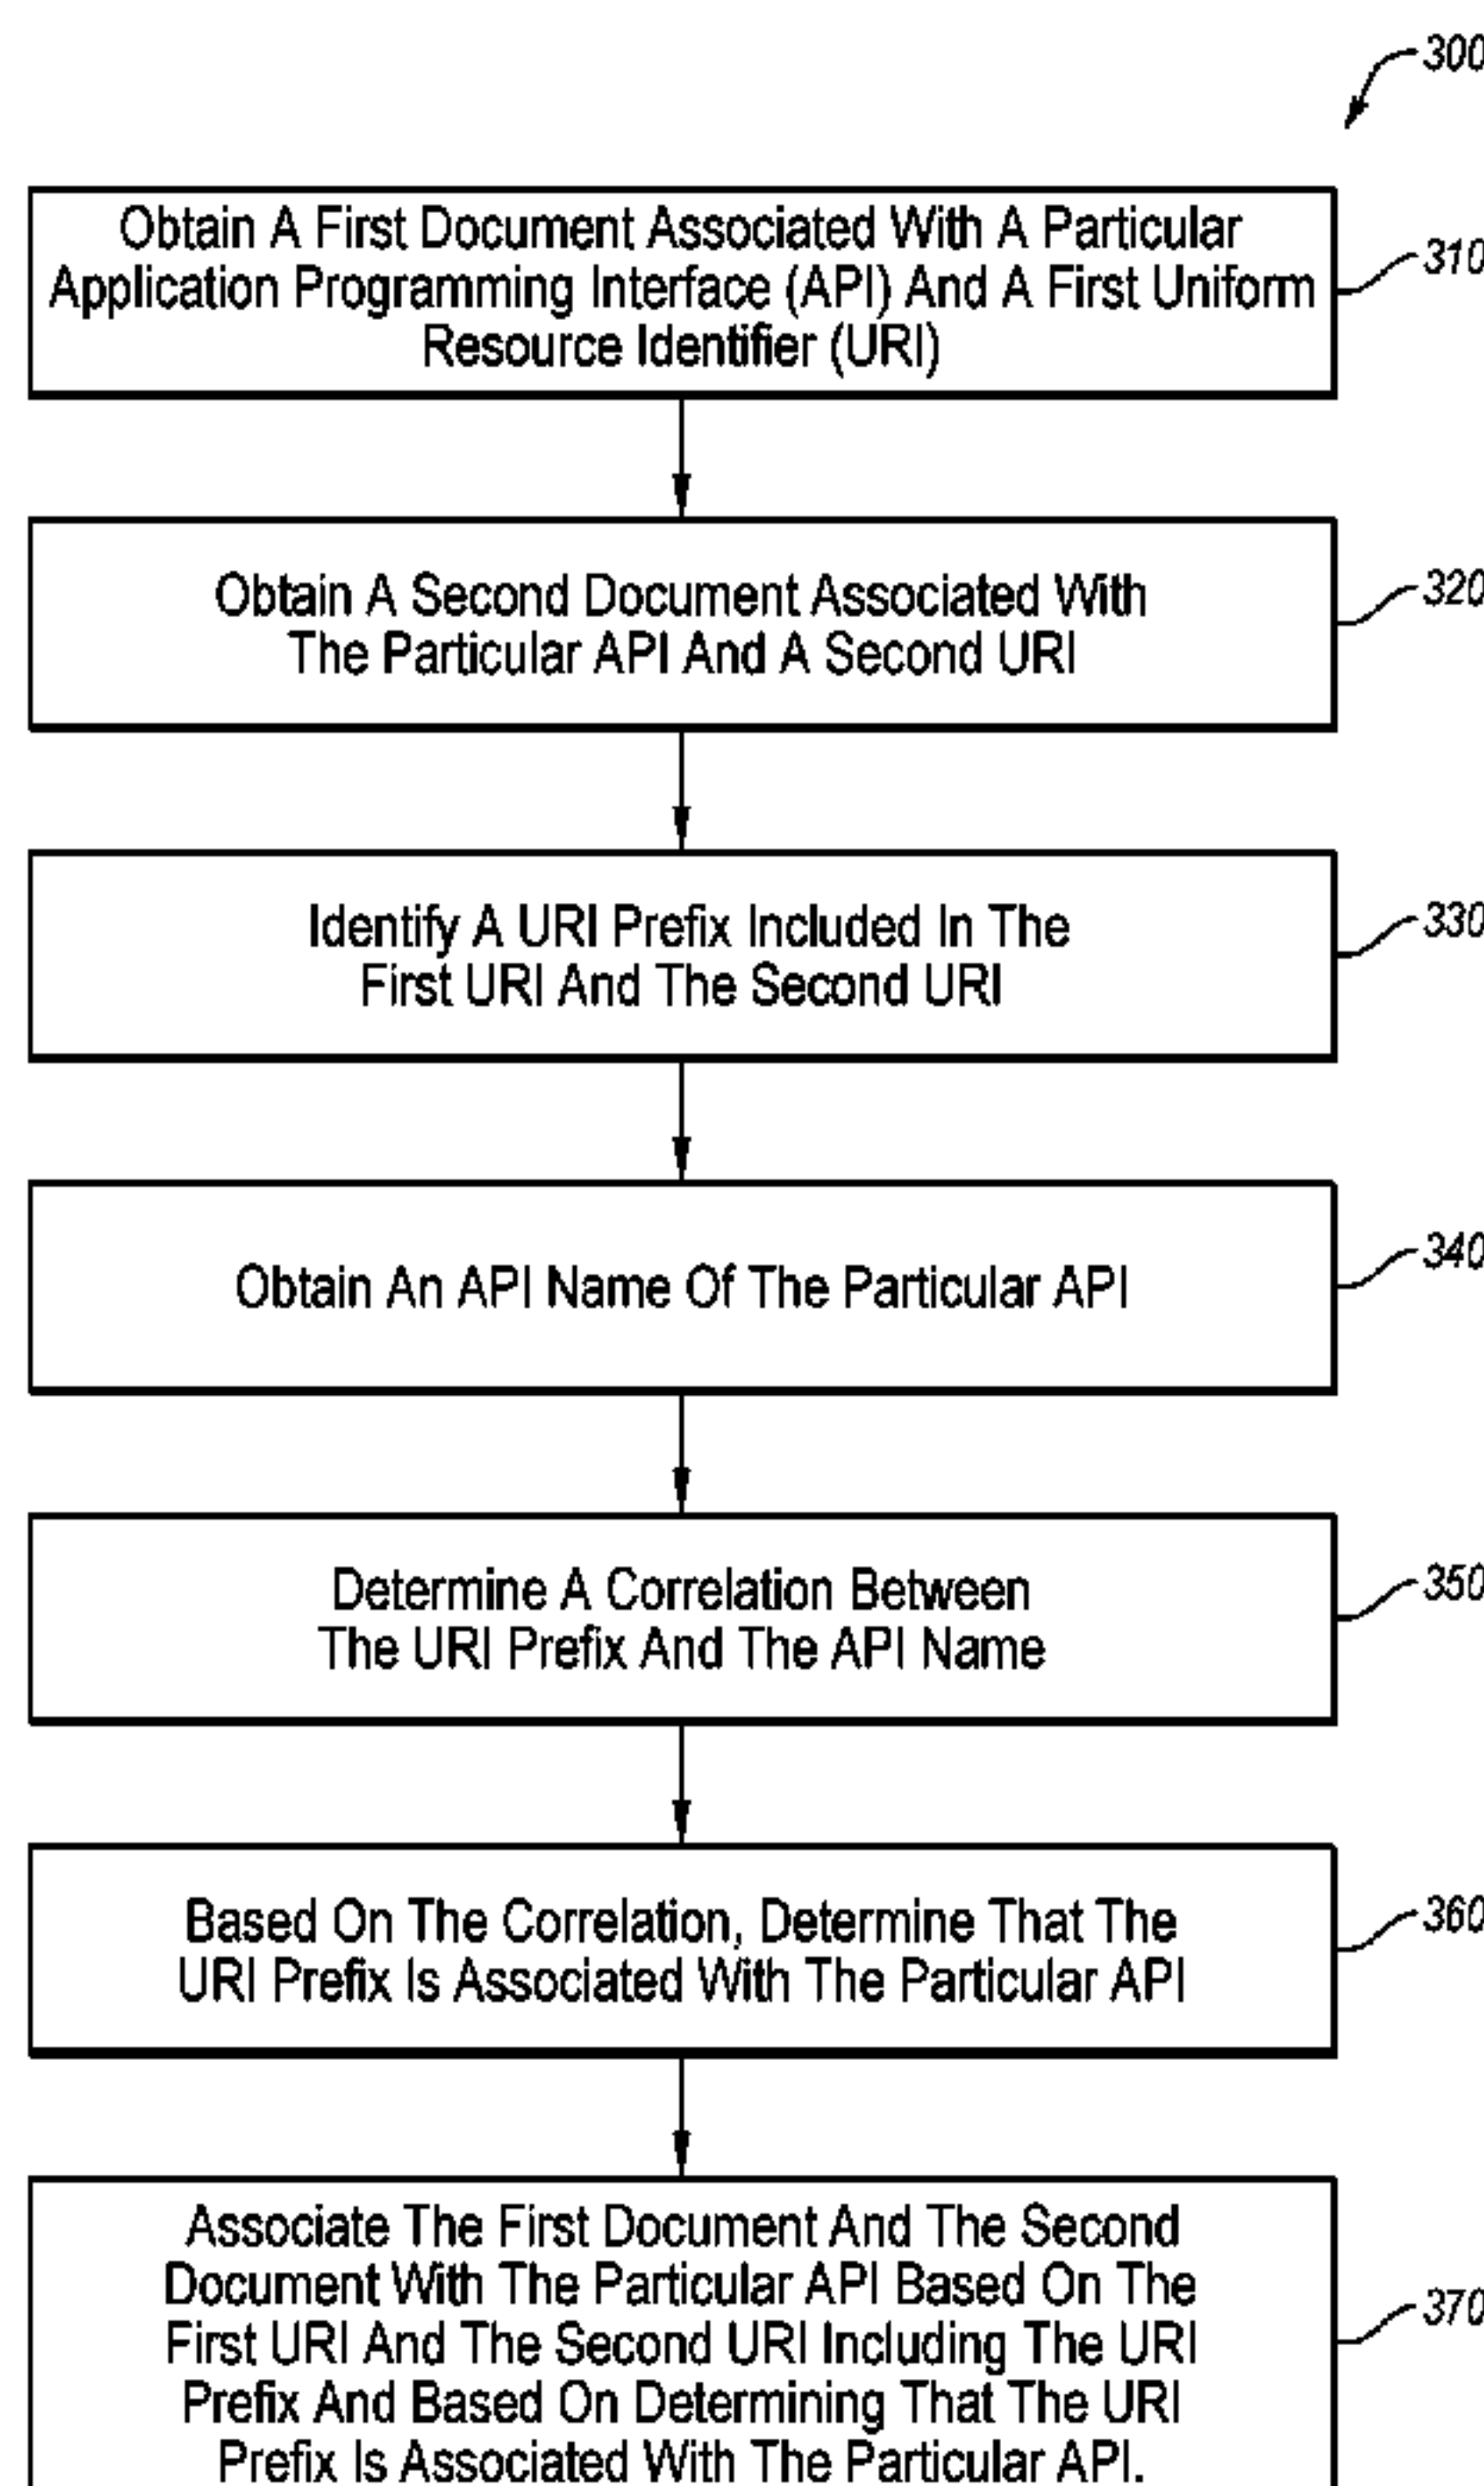 300
Obtain A First Document Associated With A Particular
Application Programming Interface (API) And A First Uniform
Resource Identifier (URI)
310
Obtain A Second Document Associated With
The Particular API And A Second URI
320
Identify A URI Prefix Included In The
First URI And The Second URI
330
Obtain An API Name Of The Particular API
340
Determine A Correlation Between
The URI Prefix And The API Name
350
Based On The Correlation, Determine That The
URI Prefix Is Associated With The Particular API
360
Associate The First Document And The Second
Document With The Particular API Based On The
First URI And The Second URI Including The URI
Prefix And Based On Determining That The URI
Prefix Is Associated With The Particular API.
370